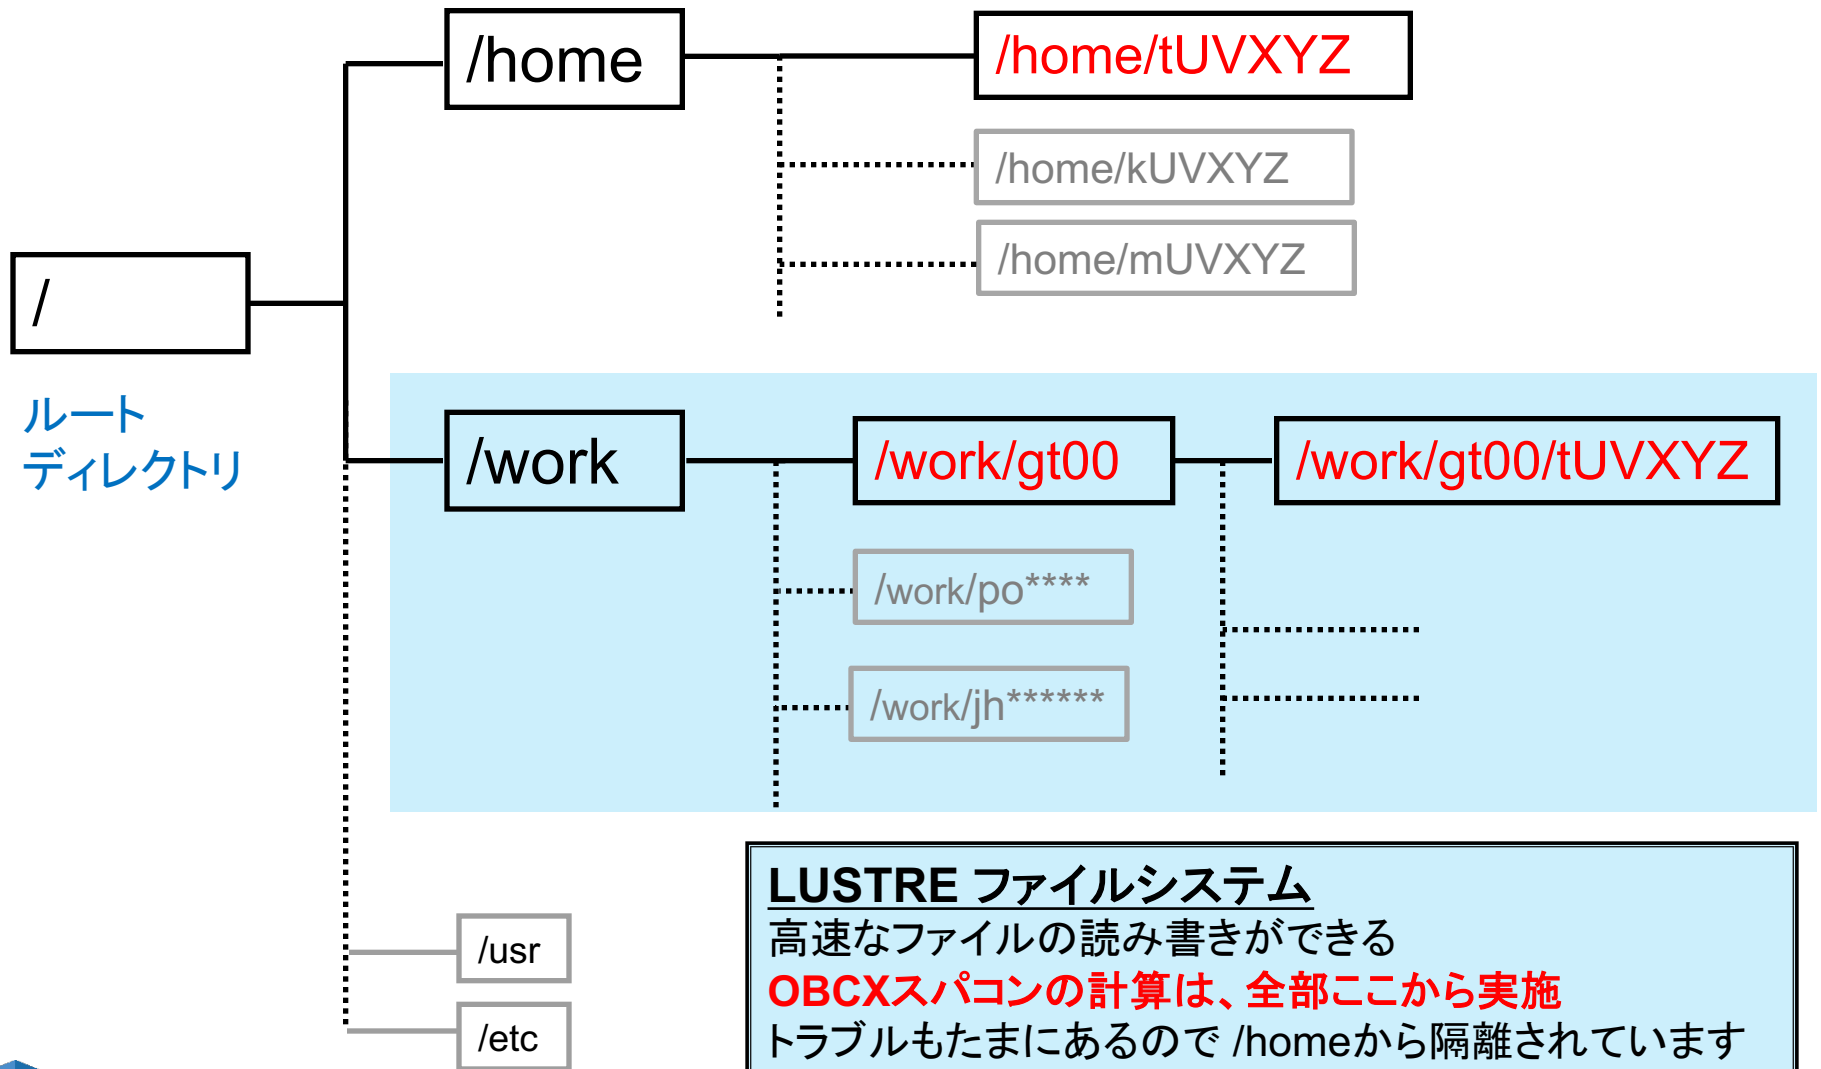 /home
/home/tUVXYZ
/home/kUVXYZ
/home/mUVXYZ
/
ルート
ディレクトリ
/work
/work/gt00
/work/gt00/tUVXYZ
/work/po****
/work/jh******
/usr
/etc
LUSTRE ファイルシステム
高速なファイルの読み書きができる
OBCXスパコンの計算は、全部ここから実施
トラブルもたまにあるので /homeから隔離されています